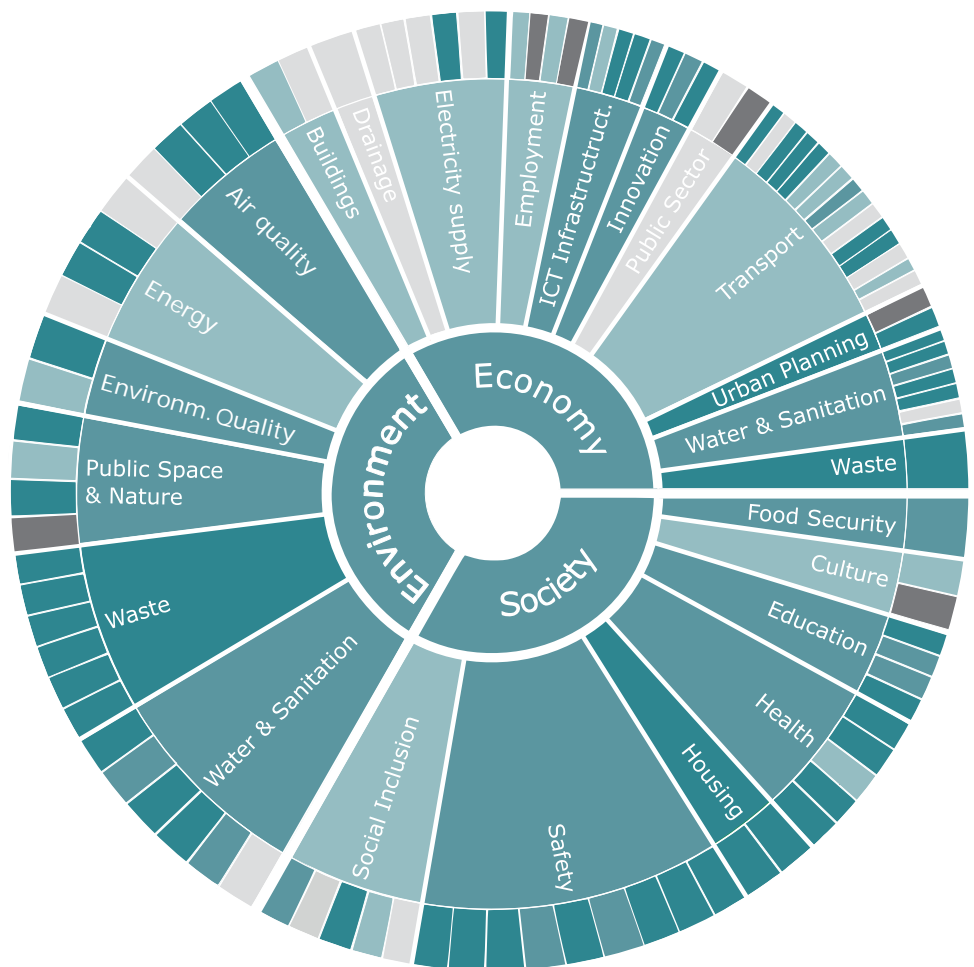 Economy
Buildings
Drainage
Electricity supply
Employment
ICT Infrastruct.
Innovation
Public Sector
Transport
Urban Planning
Water & Sanitation
Waste
Society
Food Security
Culture
Education
Health
Housing
Safety
Social Inclusion
Environment
Water & Sanitation
Waste
Public Space
& Nature
Environm. Quality
Energy
Air quality